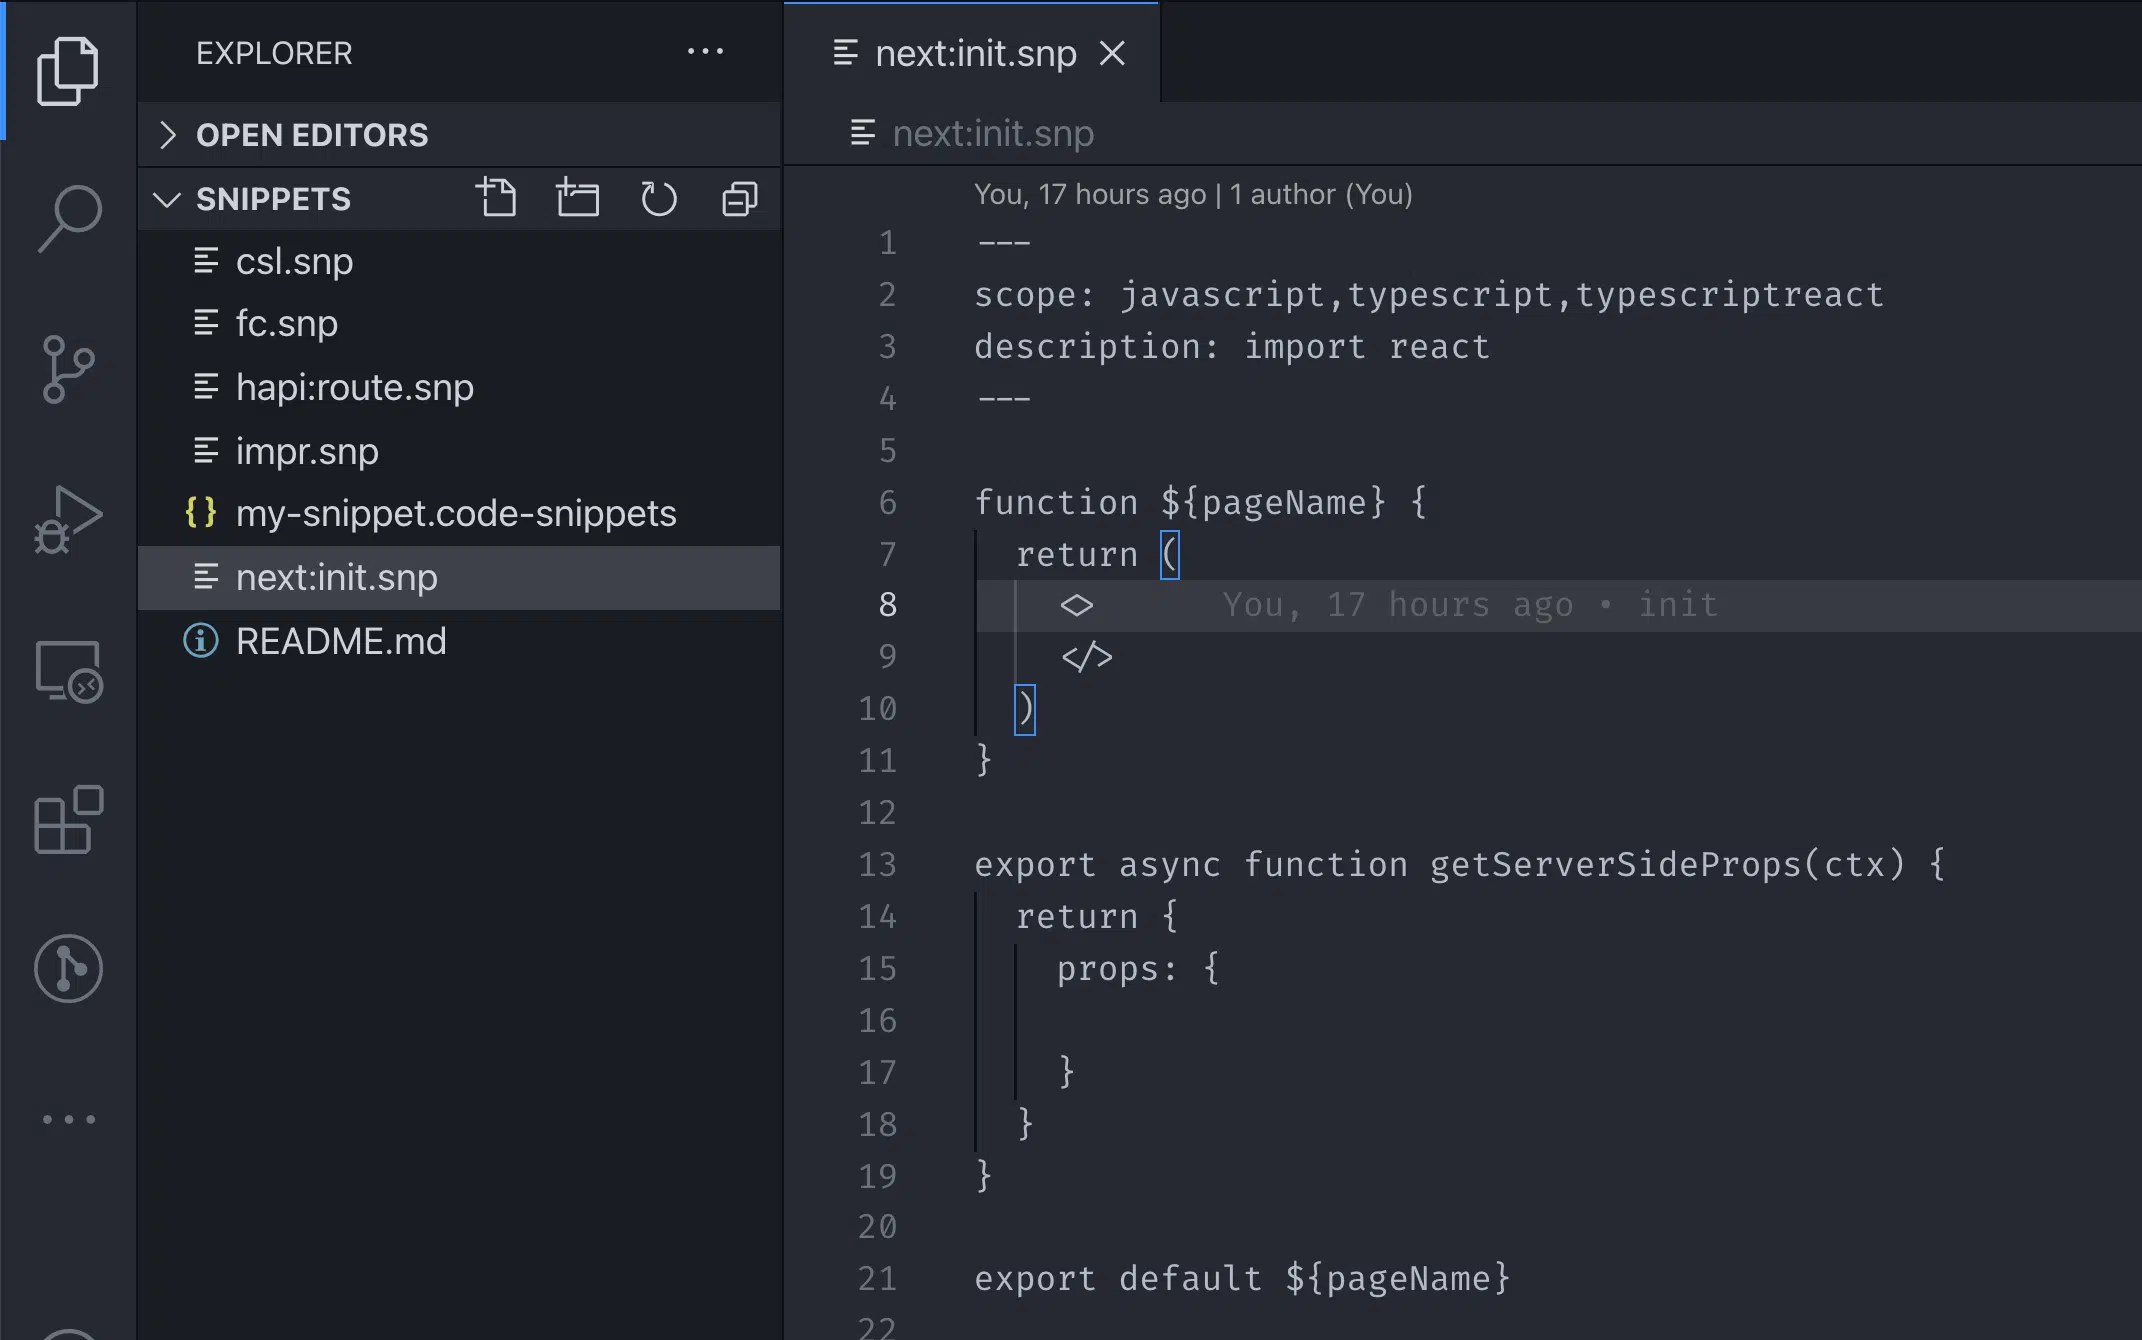 EXPLORER
OPEN EDITORS
SNIPPETS
csl.snp
fc.snp
hapi:route.snp
impr.snp
my-snippet.code-snippets
next:init.snp
README.md
next:init.snp
next:init.snp
You, 17 hours ago | 1 author (You)
1 ---
2 scope: javascript,typescript,typescriptreact
3 description: import react
4 ---
5
6 function ${pageName} {
7 return (
8 <> You, 17 hours ago • init
9 </>
10 )
11 }
12
13 export async function getServerSideProps(ctx) {
14 return {
15 props: {
16
17 }
18 }
19 }
20
21 export default ${pageName}
22